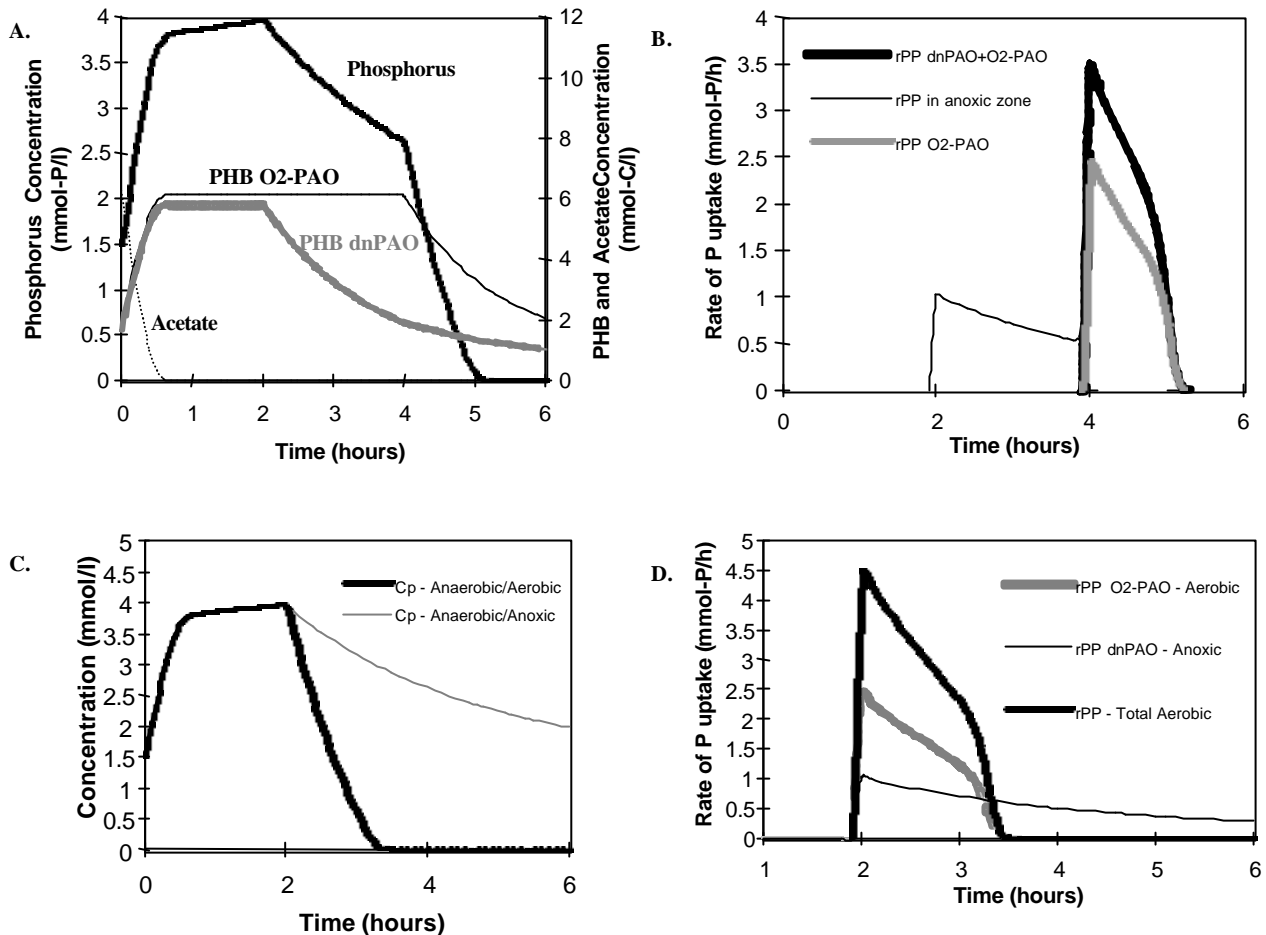 A.
Phosphorus Concentration
(mmol-P/l)
4
3.5
3
2.5
2
1.5
1
0.5
0
12
10
8
6
4
2
0
PHB and AcetateConcentration
(mmol-C/l)
Phosphorus
PHB O2-PAO
PHB dnPAO
Acetate
0 1 2 3 4 5 6
Time (hours)
B.
Rate of P uptake (mmol-P/h)
4
3.5
3
2.5
2
1.5
1
0.5
0
rPP dnPAO+O2-PAO
rPP in anoxic zone
rPP O2-PAO
0 2 4 6
Time (hours)
C.
Concentration (mmol/l)
5
4.5
4
3.5
3
2.5
2
1.5
1
0.5
0
Cp - Anaerobic/Aerobic
Cp - Anaerobic/Anoxic
0 2 4 6
Time (hours)
D.
Rate of P uptake (mmol-P/h)
5
4.5
4
3.5
3
2.5
2
1.5
1
0.5
0
rPP O2-PAO - Aerobic
rPP dnPAO - Anoxic
rPP - Total Aerobic
1 2 3 4 5 6
Time (hours)